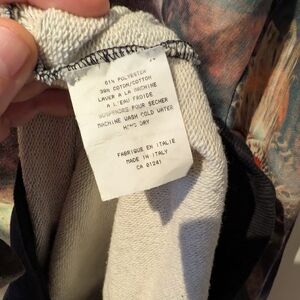 61% POLYESTER
39% COTON/COTTON
LAVER A LA MACHINE
A L'EAU FROIDE
SUSPENDRE POUR SECHER
MACHINE WASH COLD WATER
HANG DRY
FABRIQUE EN ITALIE
MADE IN ITALY
CA 01241